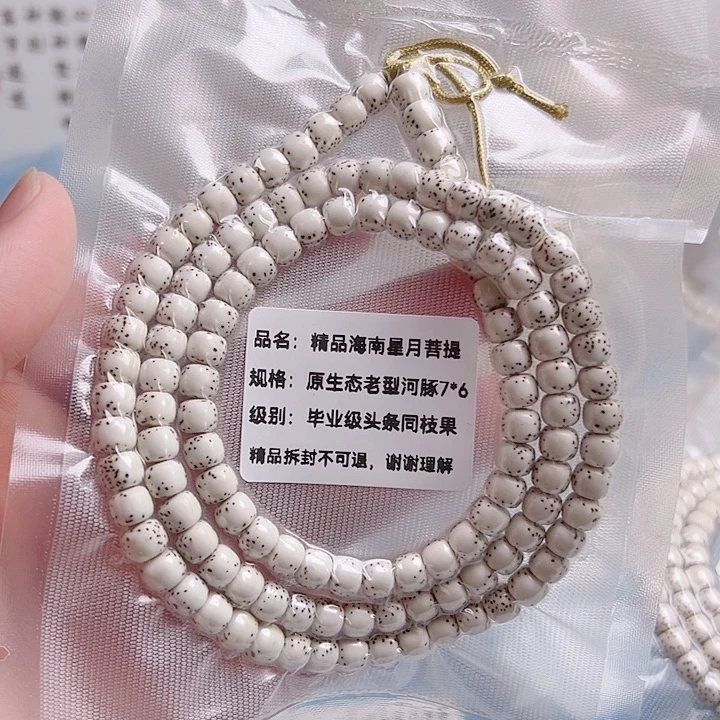 品名：精品海南星月菩提
规格：原生态老型河豚7*6
级别：毕业级头条同枝果
精品拆封不可退，谢谢理解